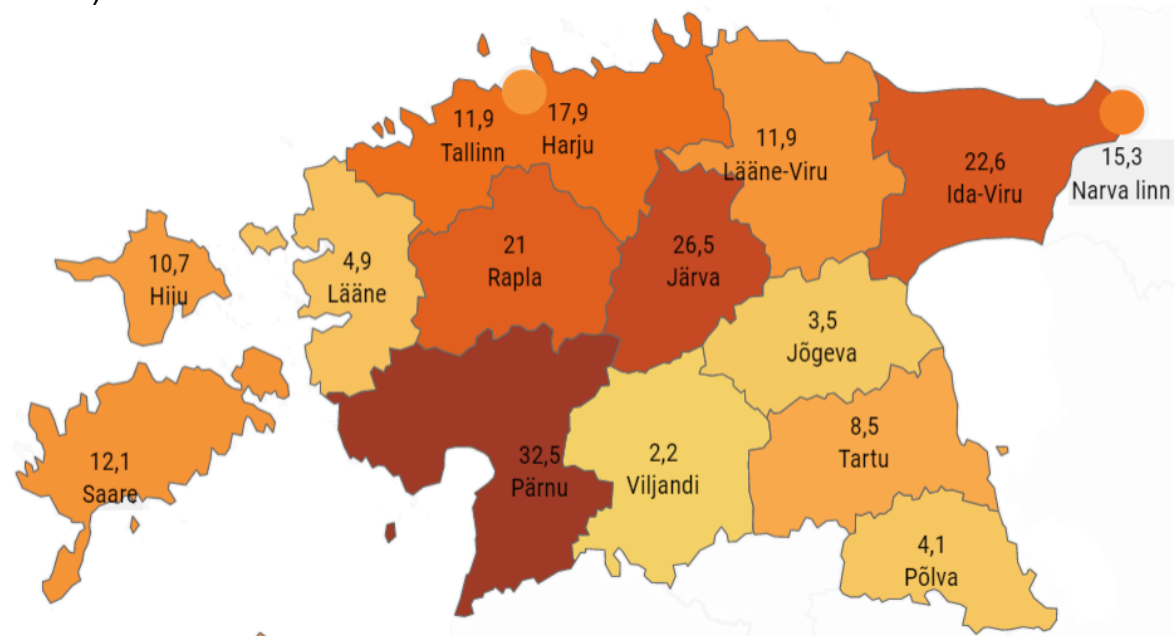 11,9
Tallinn
17,9
Harju
11,9
Lääne-Viru
22,6
Ida-Viru
15,3
Narva linn
10,7
Hiiu
4,9
Lääne
21
Rapla
26,5
Järva
3,5
Jõgeva
12,1
Saare
32,5
Pärnu
2,2
Viljandi
8,5
Tartu
4,1
Põlva